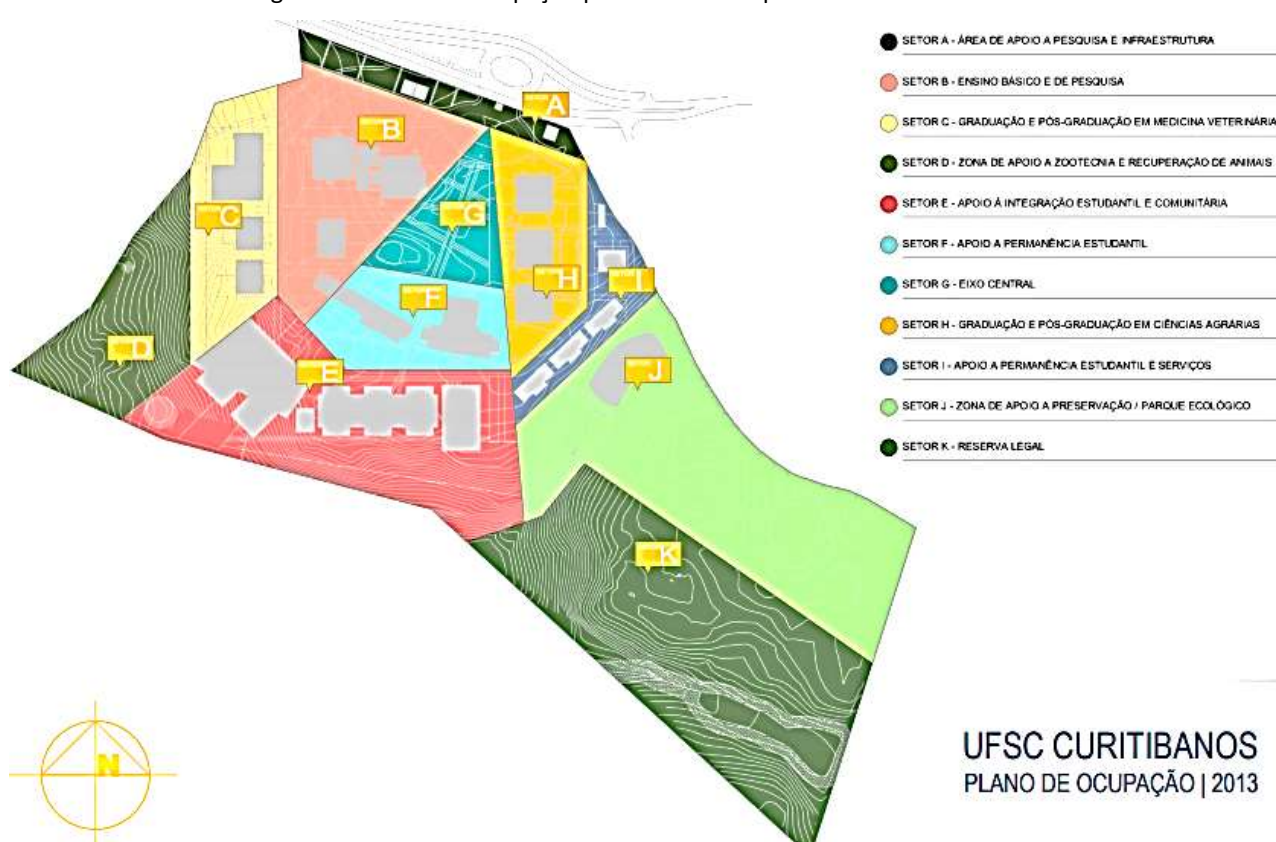 SETOR A - ÁREA DE APOIO A PESQUISA E INFRAESTRUTURA
SETOR B - ENSINO BÁSICO E DE PESQUISA
SETOR C - GRADUAÇÃO E PÓS-GRADUAÇÃO EM MEDICINA VETERINÁRIA
SETOR D - ZONA DE APOIO A ZOOTECNIA E RECUPERAÇÃO DE ANIMAIS
SETOR E - APOIO À INTEGRAÇÃO ESTUDANTIL E COMUNITÁRIA
SETOR F - APOIO A PERMANÊNCIA ESTUDANTIL
SETOR G - EIXO CENTRAL
SETOR H - GRADUAÇÃO E PÓS-GRADUAÇÃO EM CIÊNCIAS AGRÁRIAS
SETOR I - APOIO A PERMANÊNCIA ESTUDANTIL E SERVIÇOS
SETOR J - ZONA DE APOIO A PRESERVAÇÃO / PARQUE ECOLÓGICO
SETOR K - RESERVA LEGAL
A
B
C
G
H
I
F
D
E
J
K
N
UFSC CURITIBANOS
PLANO DE OCUPAÇÃO | 2013